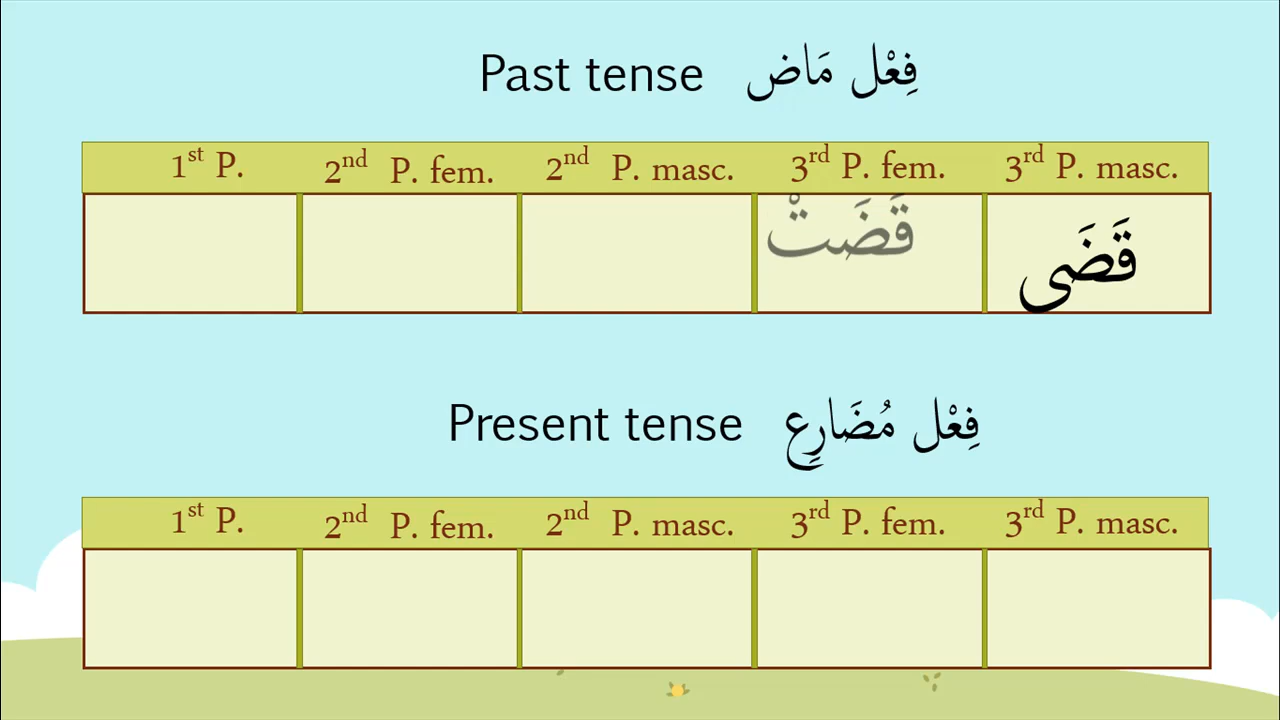 Past tense فِعْل مَاض
1st P. 2nd P. fem. 2nd P. masc. 3rd P. fem. 3rd P. masc.
قَضَتْ قَضَى
Present tense فِعْل مُضَارِع
1st P. 2nd P. fem. 2nd P. masc. 3rd P. fem. 3rd P. masc.